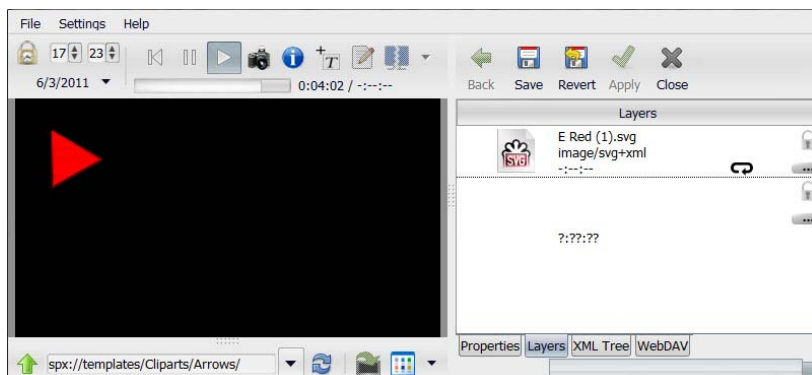 File Settings Help
17 23
T
6/3/2011
0:04:02 / -:--:--
Back Save Revert Apply Close
Layers
SVG
E Red (1).svg
image/svg+xml
-:--:--
?:??:??
Properties Layers XML Tree WebDAV
spx://templates/Cliparts/Arrows/